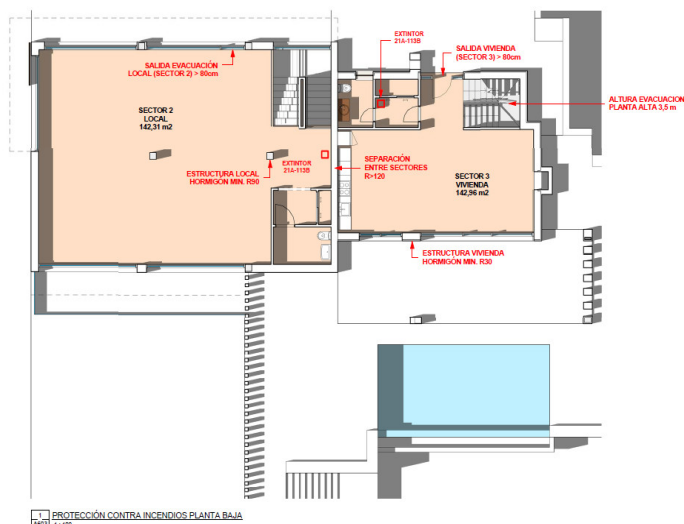 EXTINTOR
21A-113B
SALIDA VIVIENDA
(SECTOR 3) > 80cm
SALIDA EVACUACIÓN
LOCAL (SECTOR 2) > 80cm
ALTURA EVACUACION
PLANTA ALTA 3,5 m
SECTOR 2
LOCAL
142,31 m2
EXTINTOR
21A-113B
SEPARACIÓN
ENTRE SECTORES
R>120
ESTRUCTURA LOCAL
HORMIGÓN MIN. R90
SECTOR 3
VIVIENDA
142,96 m2
ESTRUCTURA VIVIENDA
HORMIGÓN MIN. R30
1 PROTECCIÓN CONTRA INCENDIOS PLANTA BAJA